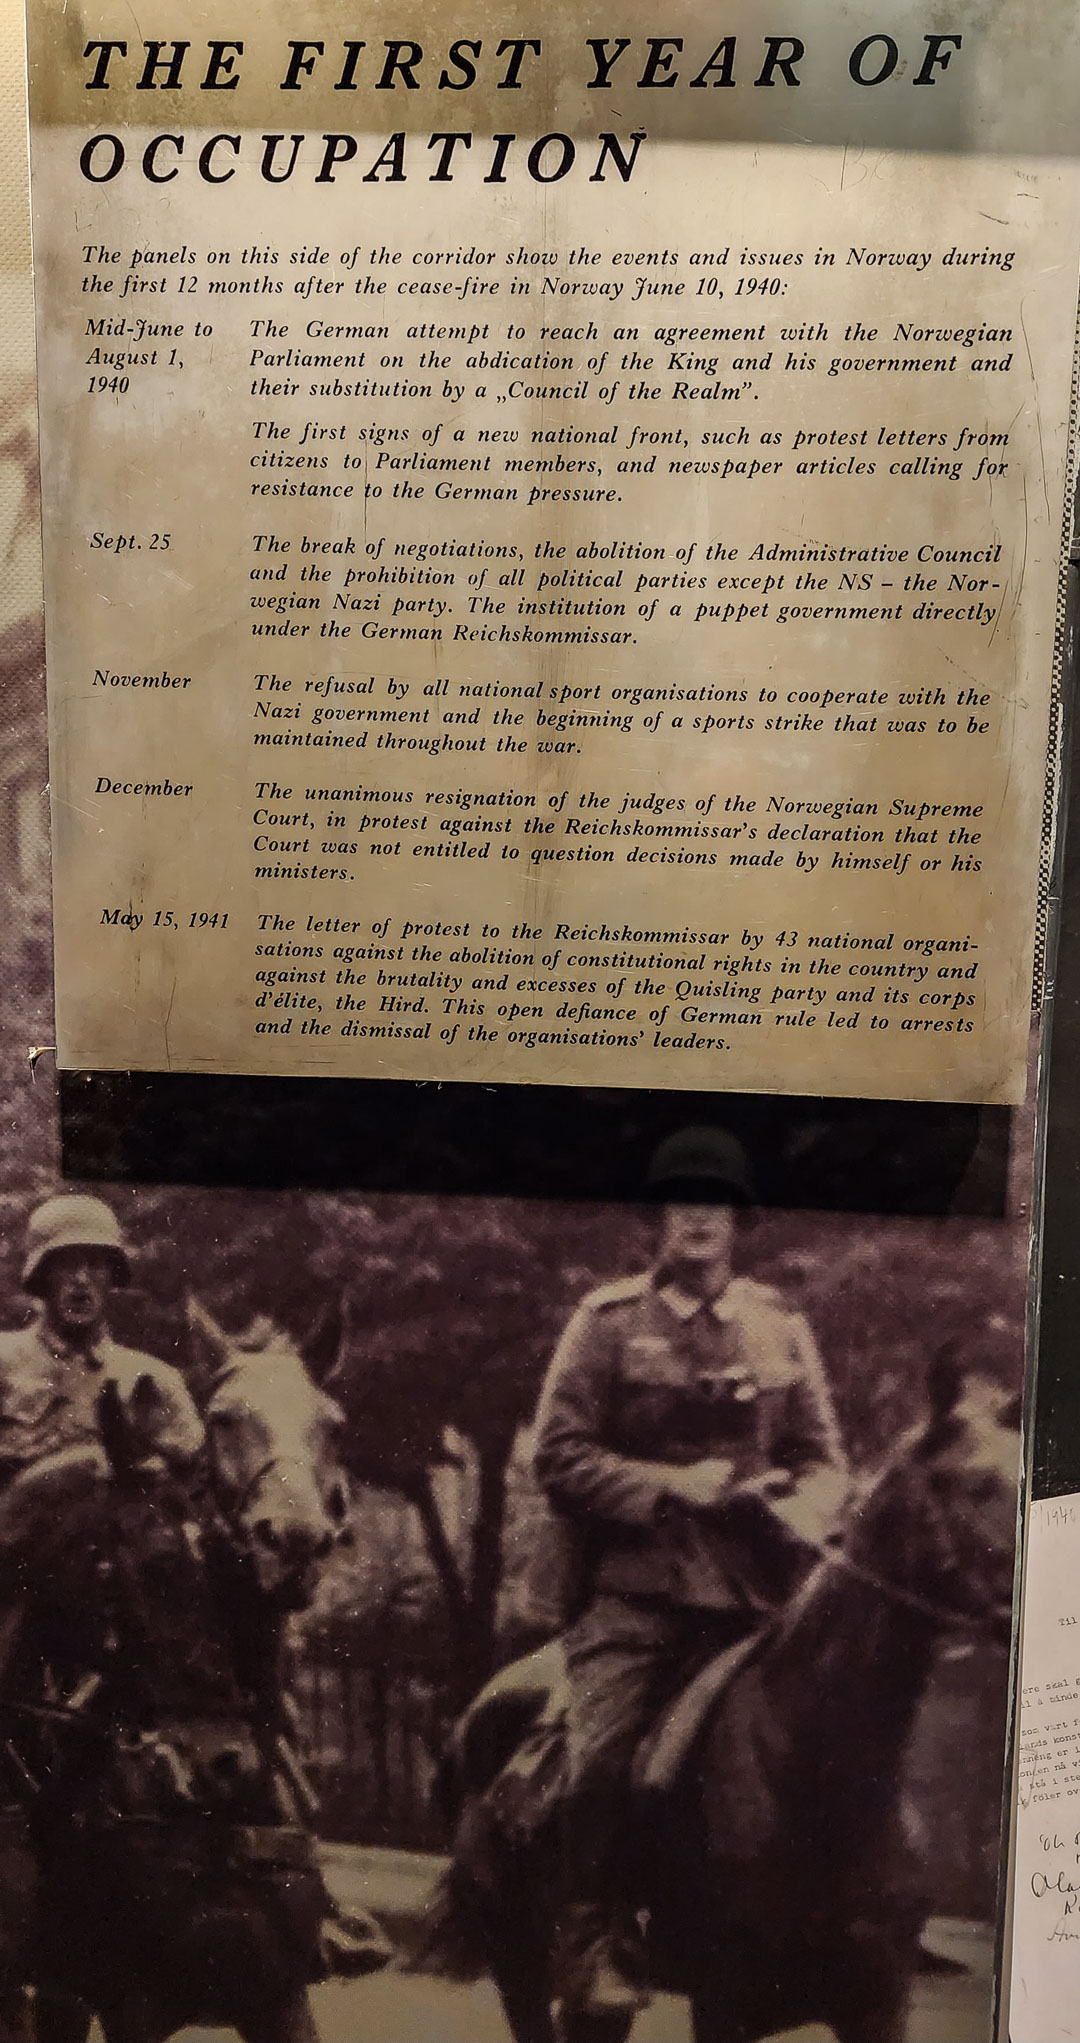 THE FIRST YEAR OF
OCCUPATION
The panels on this side of the corridor show the events and issues in Norway during
the first 12 months after the cease-fire in Norway June 10, 1940:
Mid-June to
August 1,
1940
The German attempt to reach an agreement with the Norwegian
Parliament on the abdication of the King and his government and
their substitution by a „Council of the Realm”.
The first signs of a new national front, such as protest letters from
citizens to Parliament members, and newspaper articles calling for
resistance to the German pressure.
Sept. 25
The break of negotiations, the abolition of the Administrative Council
and the prohibition of all political parties except the NS – the Nor-
wegian Nazi party. The institution of a puppet government directly
under the German Reichskommissar.
November
The refusal by all national sport organisations to cooperate with the
Nazi government and the beginning of a sports strike that was to be
maintained throughout the war.
December
The unanimous resignation of the judges of the Norwegian Supreme
Court, in protest against the Reichskommissar's declaration that the
Court was not entitled to question decisions made by himself or his
ministers.
May 15, 1941
The letter of protest to the Reichskommissar by 43 national organi-
sations against the abolition of constitutional rights in the country and
against the brutality and excesses of the Quisling party and its corps
d'élite, the Hird. This open defiance of German rule led to arrests
and the dismissal of the organisations' leaders.
1940
Til
ere skal
å binde
som vårt
er i
nå
stå i
føler